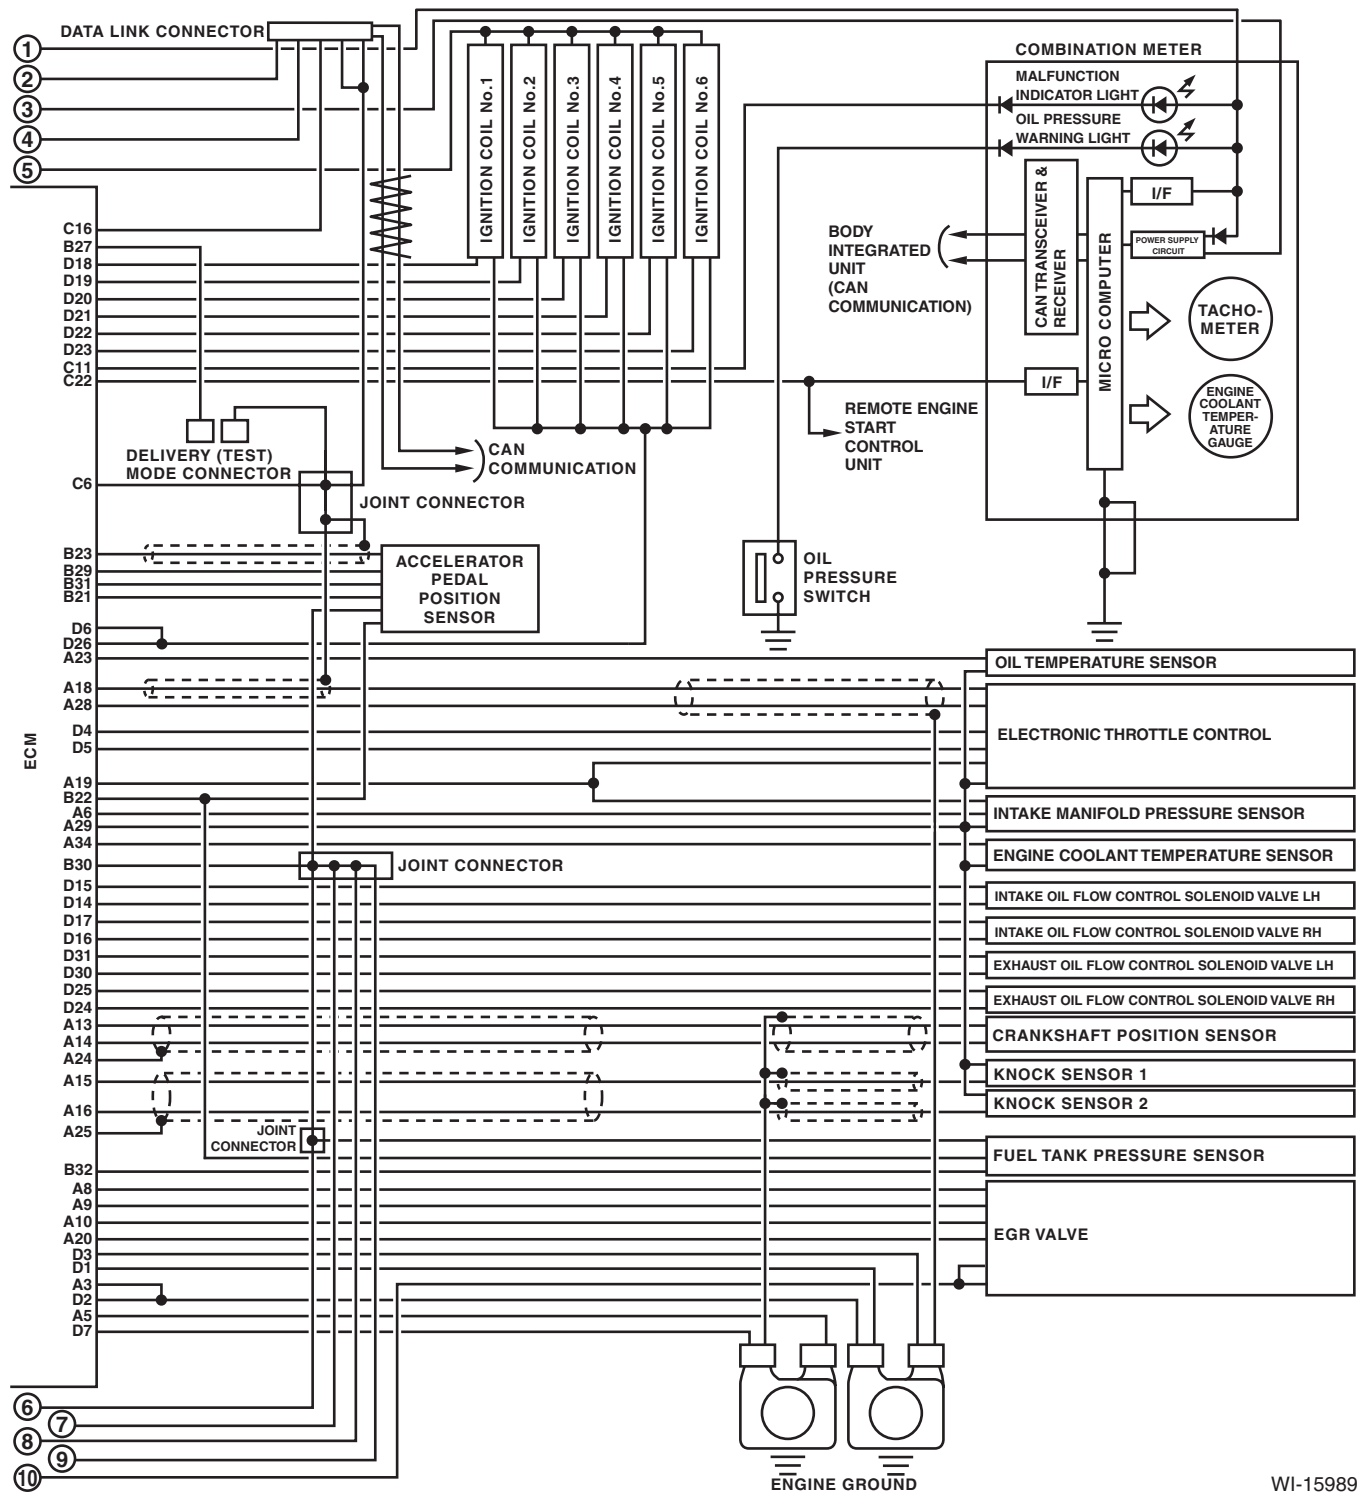 DATA LINK CONNECTOR
1
2
3
4
5
IGNITION COIL No.1
IGNITION COIL No.2
IGNITION COIL No.3
IGNITION COIL No.4
IGNITION COIL No.5
IGNITION COIL No.6
COMBINATION METER
MALFUNCTION
INDICATOR LIGHT
OIL PRESSURE
WARNING LIGHT
CAN TRANSCEIVER &
RECEIVER
MICRO COMPUTER
I/F
POWER SUPPLY
CIRCUIT
BODY
INTEGRATED
UNIT
(CAN
COMMUNICATION)
TACHO-
METER
I/F
ENGINE
COOLANT
TEMPER-
ATURE
GAUGE
REMOTE ENGINE
START
CONTROL
UNIT
ECM
C16
B27
D18
D19
D20
D21
D22
D23
C11
C22
DELIVERY (TEST)
MODE CONNECTOR
CAN
COMMUNICATION
C6
JOINT CONNECTOR
B23
B29
B31
B21
ACCELERATOR
PEDAL
POSITION
SENSOR
OIL
PRESSURE
SWITCH
D6
D26
A23
A18
A28
D4
D5
A19
B22
A6
A29
A34
B30
JOINT CONNECTOR
D15
D14
D17
D16
D31
D30
D25
D24
A13
A14
A24
A15
A16
A25
JOINT
CONNECTOR
B32
A8
A9
A10
A20
D3
D1
A3
D2
A5
D7
OIL TEMPERATURE SENSOR
ELECTRONIC THROTTLE CONTROL
INTAKE MANIFOLD PRESSURE SENSOR
ENGINE COOLANT TEMPERATURE SENSOR
INTAKE OIL FLOW CONTROL SOLENOID VALVE LH
INTAKE OIL FLOW CONTROL SOLENOID VALVE RH
EXHAUST OIL FLOW CONTROL SOLENOID VALVE LH
EXHAUST OIL FLOW CONTROL SOLENOID VALVE RH
CRANKSHAFT POSITION SENSOR
KNOCK SENSOR 1
KNOCK SENSOR 2
FUEL TANK PRESSURE SENSOR
EGR VALVE
6
7
8
9
10
ENGINE GROUND
WI-15989